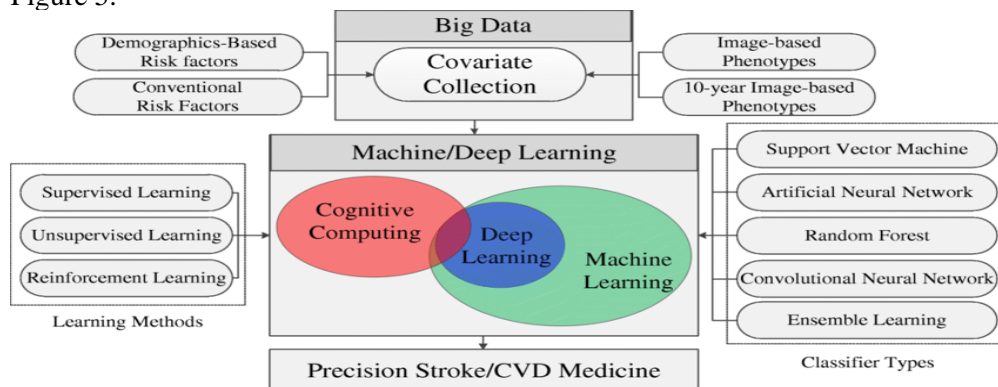 Figure 3.
Big Data
Demographics-Based
Risk factors
Conventional
Risk Factors
Covariate
Collection
Image-based
Phenotypes
10-year Image-based
Phenotypes
Machine/Deep Learning
Supervised Learning
Unsupervised Learning
Reinforcement Learning
Learning Methods
Cognitive
Computing
Deep
Learning
Machine
Learning
Support Vector Machine
Artificial Neural Network
Random Forest
Convolutional Neural Network
Ensemble Learning
Classifier Types
Precision Stroke/CVD Medicine